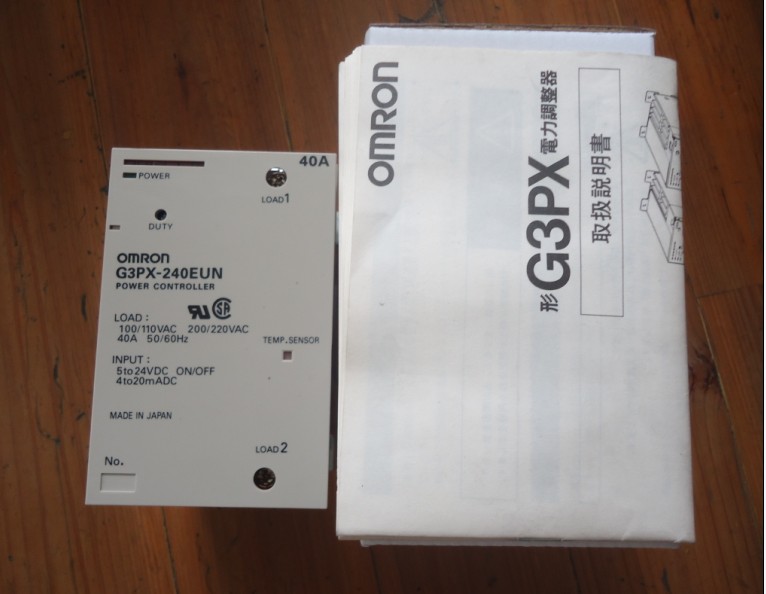 40A
POWER
LOAD1
DUTY
OMRON
G3PX-240EUN
POWER CONTROLLER
LOAD :
100/110VAC 200/220VAC
40A 50/60Hz
TEMP.SENSOR
INPUT :
5to24VDC ON/OFF
4to20mADC
MADE IN JAPAN
LOAD2
No.
OMRON
形G3PX電力調整器
取扱説明書